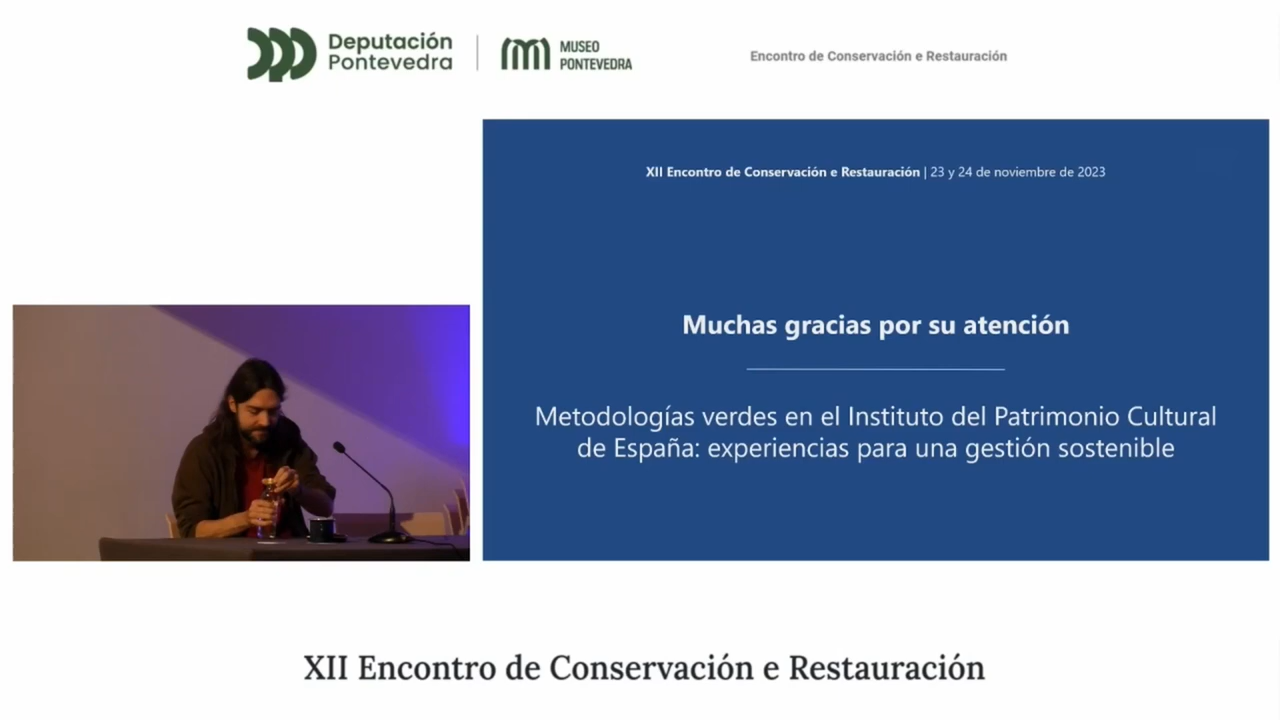 Deputación
Pontevedra
MUSEO
PONTEVEDRA
Encontro de Conservación e Restauración
XII Encontro de Conservación e Restauración | 23 y 24 de noviembre de 2023
Muchas gracias por su atención
Metodologías verdes en el Instituto del Patrimonio Cultural
de España: experiencias para una gestión sostenible
XII Encontro de Conservación e Restauración